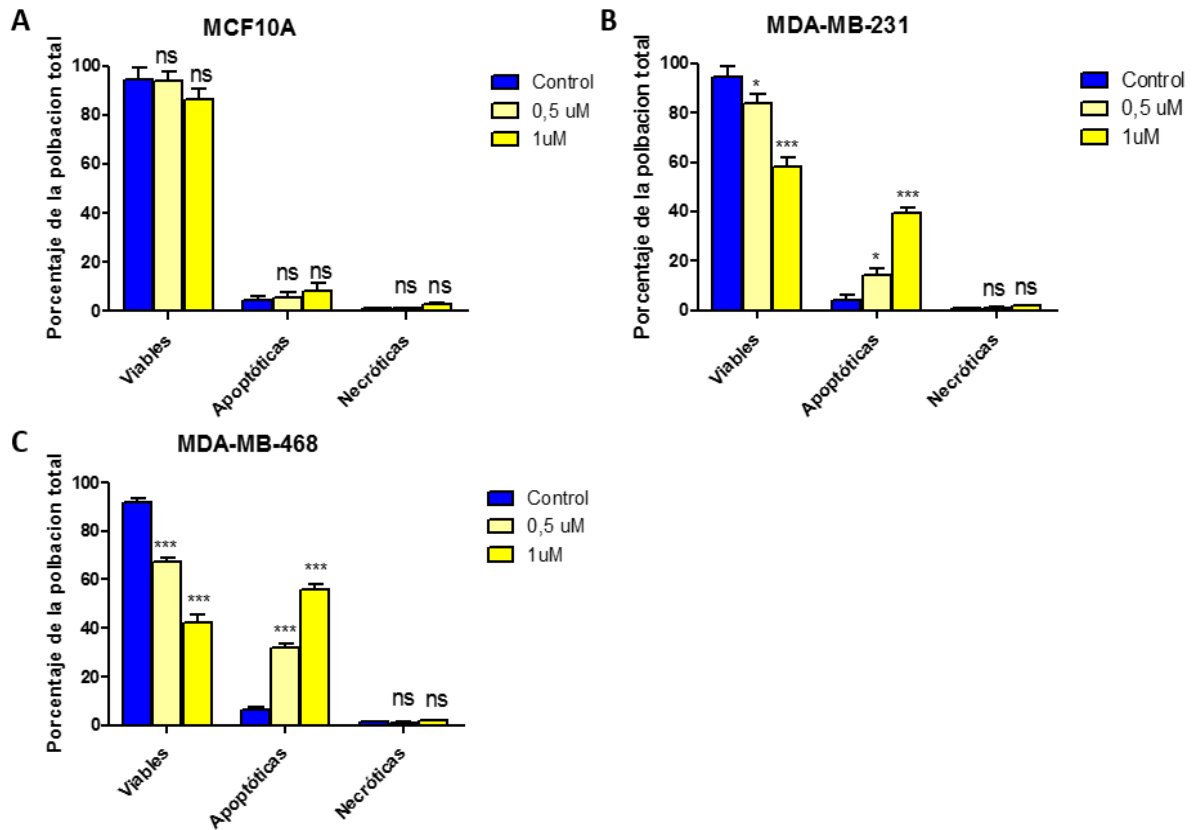 A
MCF10A
Porcentaje de la polbacion total
100
80
60
40
20
0
ns
ns
ns
ns
ns
ns
Viables
Apoptóticas
Necróticas
Control
0,5 uM
1uM
B
MDA-MB-231
Porcentaje de la polbacion total
100
80
60
40
20
0
*
***
*
***
ns
ns
Viables
Apoptóticas
Necróticas
Control
0,5 uM
1uM
C
MDA-MB-468
Porcentaje de la polbacion total
100
80
60
40
20
0
***
***
***
***
ns
ns
Viables
Apoptóticas
Necróticas
Control
0,5 uM
1uM